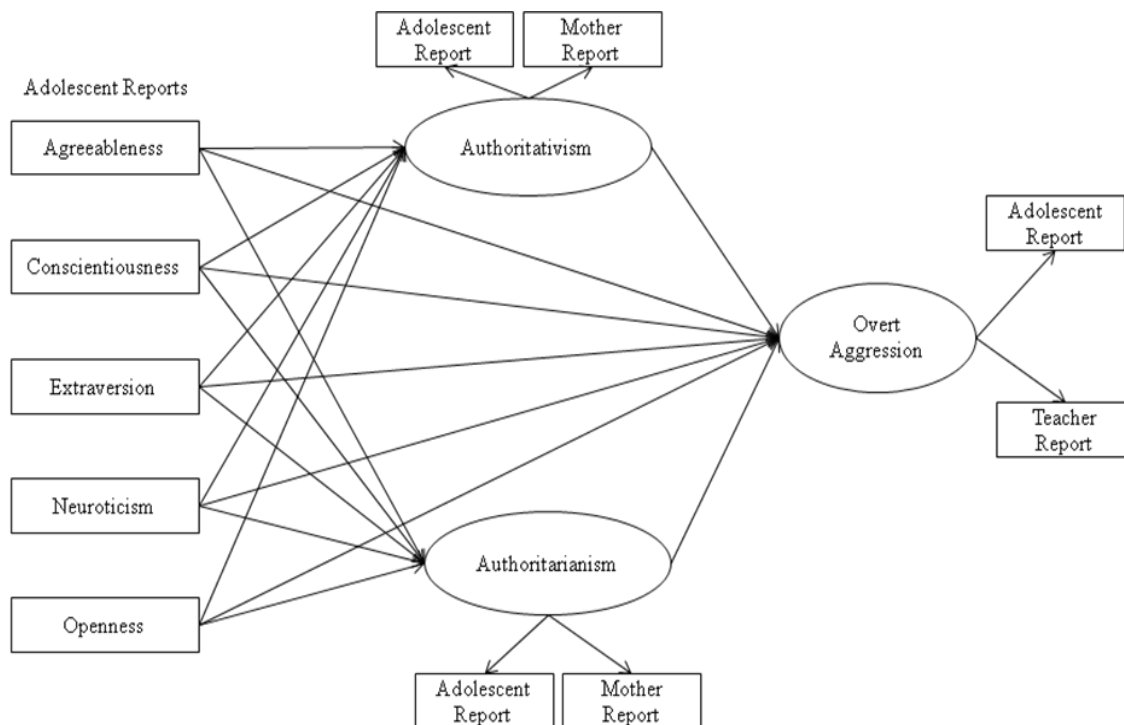 Adolescent
Report
Mother
Report
Adolescent Reports
Agreeableness
Authoritativism
Conscientiousness
Adolescent
Report
Overt
Aggression
Extraversion
Teacher
Report
Neuroticism
Authoritarianism
Openness
Adolescent
Report
Mother
Report